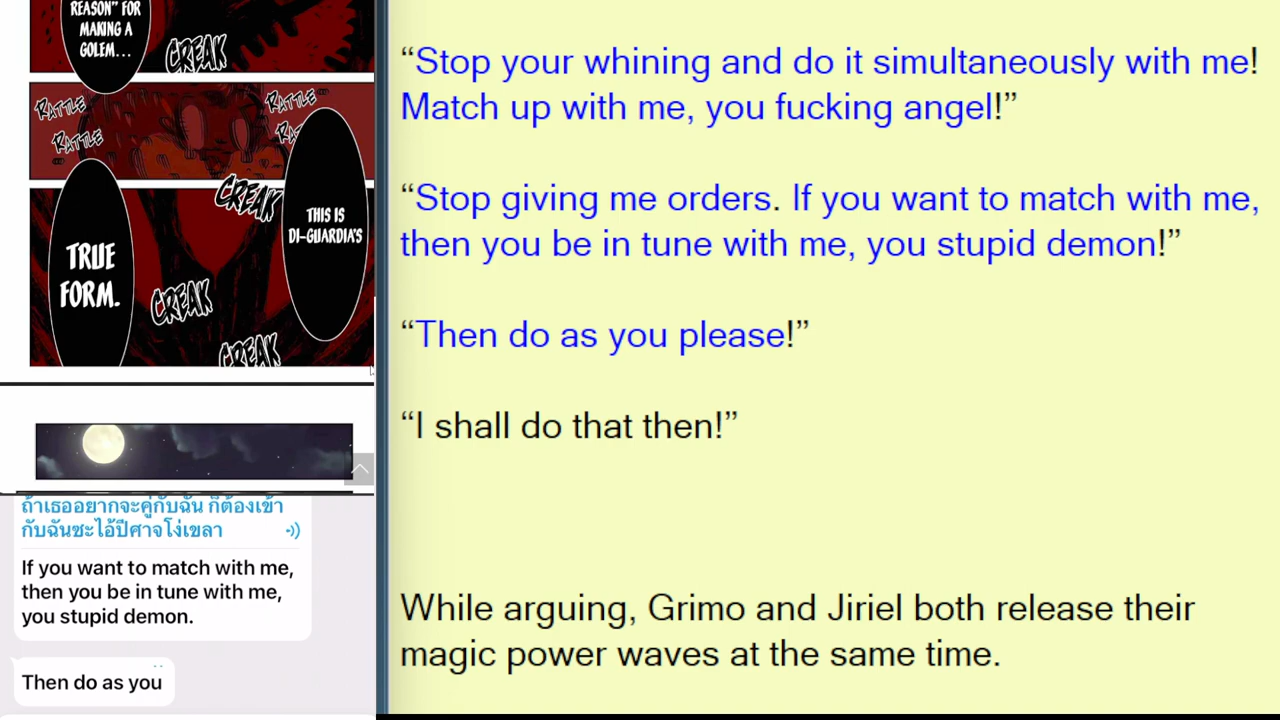 REASON" FOR
MAKING A
GOLEM...
CREAK
RATTLE
RATTLE
RATTLE
CREAK
THIS IS
DI-GUARDIA'S
TRUE
FORM.
CREAK
CREAK
ถ้าเธออยากจะคู่กับฉัน ก็ต้องเข้า
กับฉันซะไอ้ปีศาจโง่เขลา
If you want to match with me,
then you be in tune with me,
you stupid demon.
Then do as you
“Stop your whining and do it simultaneously with me!
Match up with me, you fucking angel!”
“Stop giving me orders. If you want to match with me,
then you be in tune with me, you stupid demon!”
“Then do as you please!”
“I shall do that then!”
While arguing, Grimo and Jiriel both release their
magic power waves at the same time.